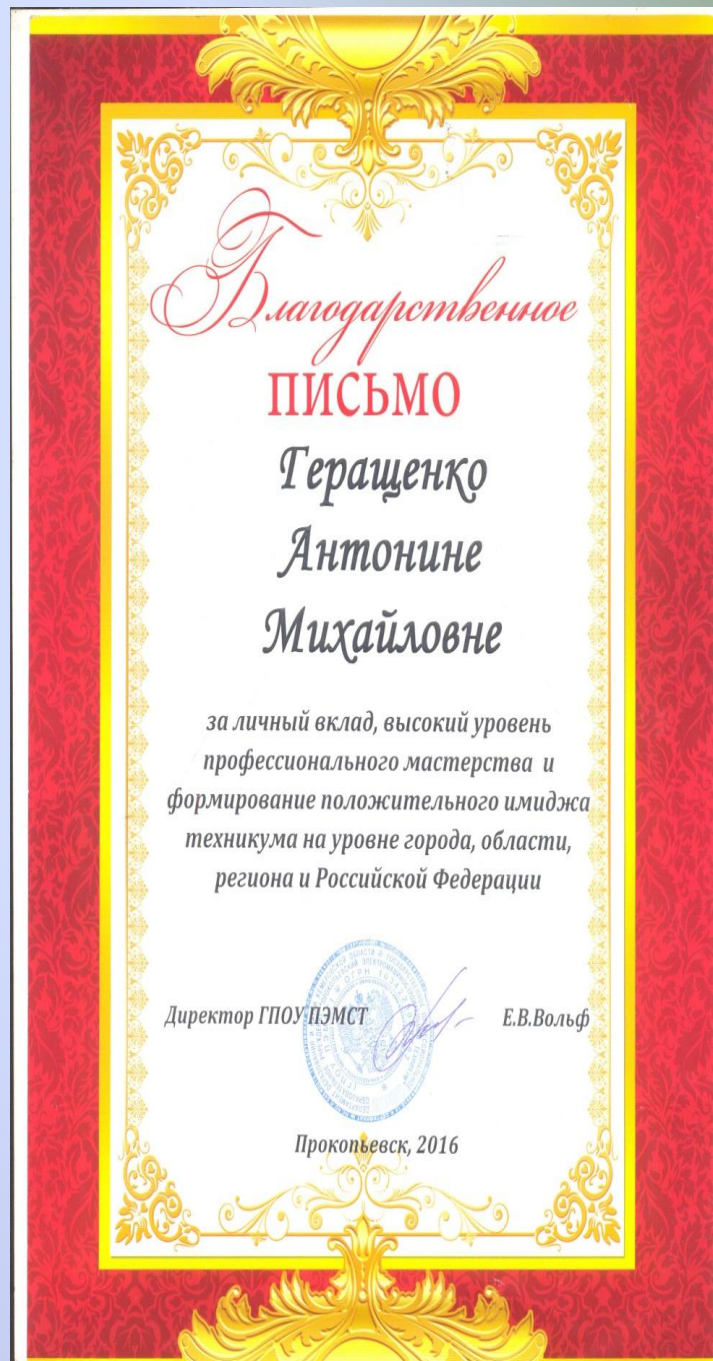 Благодарственное
ПИСЬМО
Геращенко
Антонине
Михайловне
за личный вклад, высокий уровень
профессионального мастерства и
формирование положительного имиджа
техникума на уровне города, области,
региона и Российской Федерации
Директор ГПОУ ПЭМСТ Е.В.Вольф
Прокопьевск, 2016